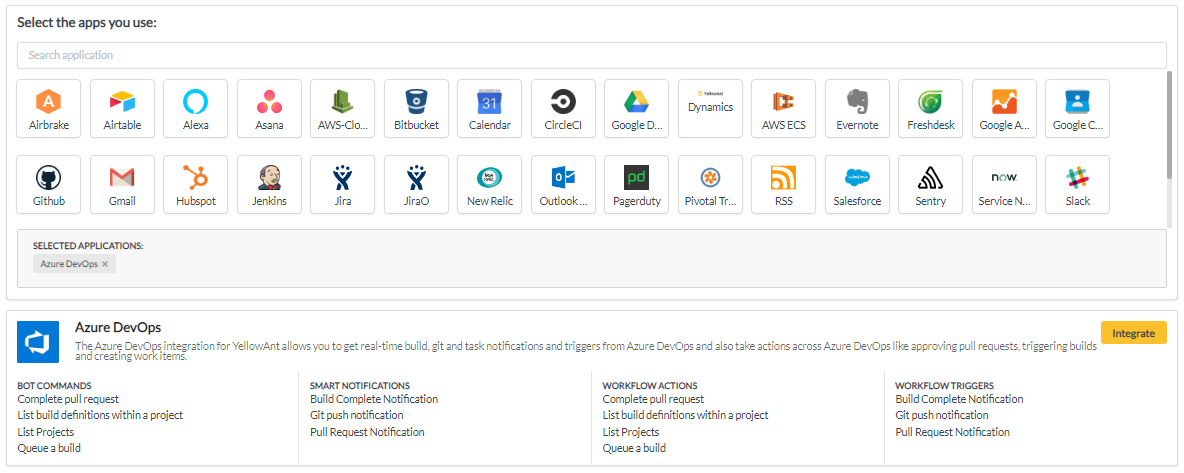 Select the apps you use:
Search application
Airbrake Airtable Alexa Asana AWS-Clo... Bitbucket 31 Calendar CircleCI Google D... YellowAnt Dynamics AWS ECS Evernote Freshdesk Google A... Google C...
Github Gmail Hubspot Jenkins Jira JiraO New Relic New Relic Outlook ... pd Pagerduty Pivotal Tr... RSS salesforce Salesforce Sentry now Service N... Slack
SELECTED APPLICATIONS:
Azure DevOps ×
Azure DevOps
Integrate
The Azure DevOps integration for YellowAnt allows you to get real-time build, git and task notifications and triggers from Azure DevOps and also take actions across Azure DevOps like approving pull requests, triggering builds
and creating work items.
BOT COMMANDS
Complete pull request
List build definitions within a project
List Projects
Queue a build
SMART NOTIFICATIONS
Build Complete Notification
Git push notification
Pull Request Notification
WORKFLOW ACTIONS
Complete pull request
List build definitions within a project
List Projects
Queue a build
WORKFLOW TRIGGERS
Build Complete Notification
Git push notification
Pull Request Notification